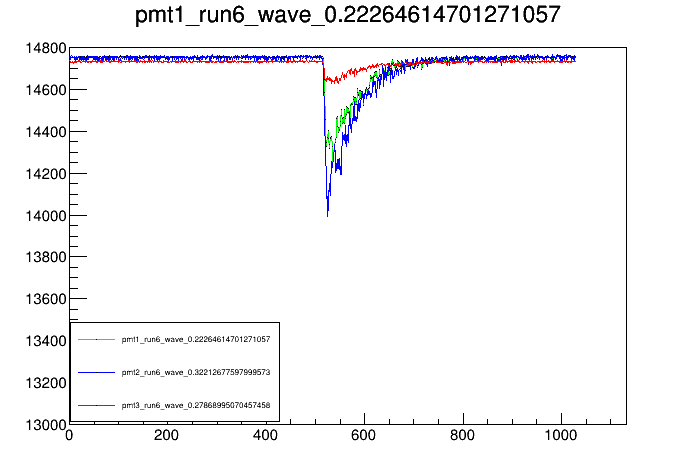 pmt1_run6_wave_0.22264614701271057
14800
14600
14400
14200
14000
13800
13600
13400
13200
13000
pmt1_run6_wave_0.22264614701271057
pmt2_run6_wave_0.32212677597999573
pmt3_run6_wave_0.27868995070457458
0 200 400 600 800 1000